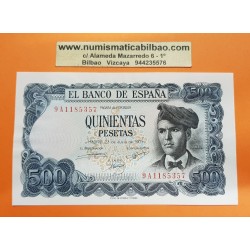 www.numismaticabilbao.com
c/ Alameda Mazarredo 6 - 1º
Bilbao Vizcaya 944235576
EL BANCO DE ESPAÑA
9A1185357
500
QUINIENTAS
PESETAS
9A1185357
500
500